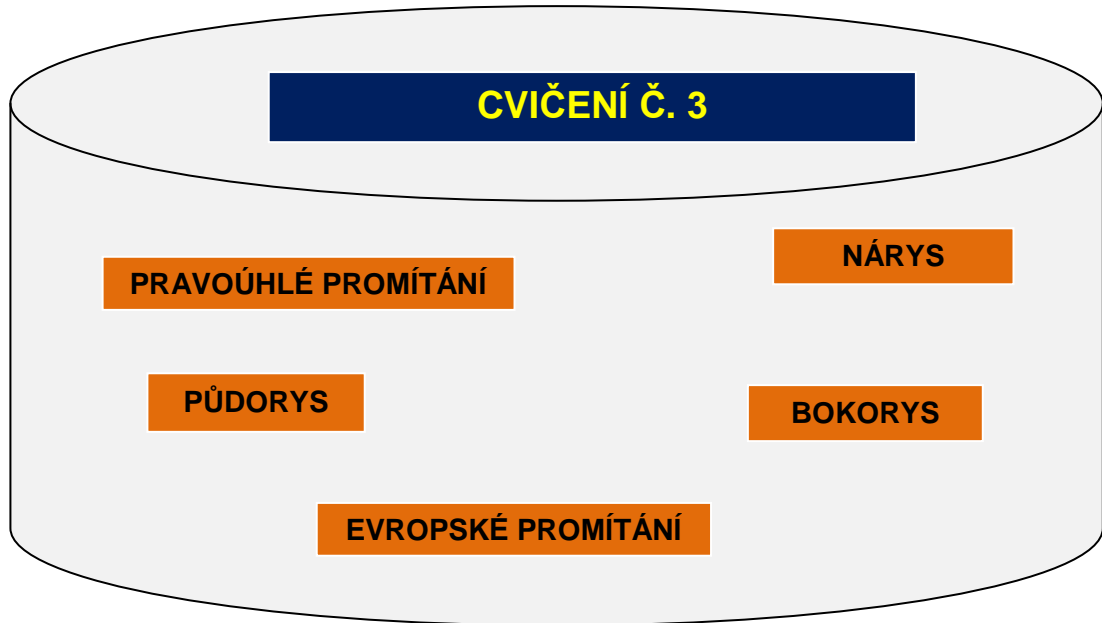 CVIČENÍ Č. 3
NÁRYS
PRAVOÚHLÉ PROMÍTÁNÍ
PŮDORYS
BOKORYS
EVROPSKÉ PROMÍTÁNÍ